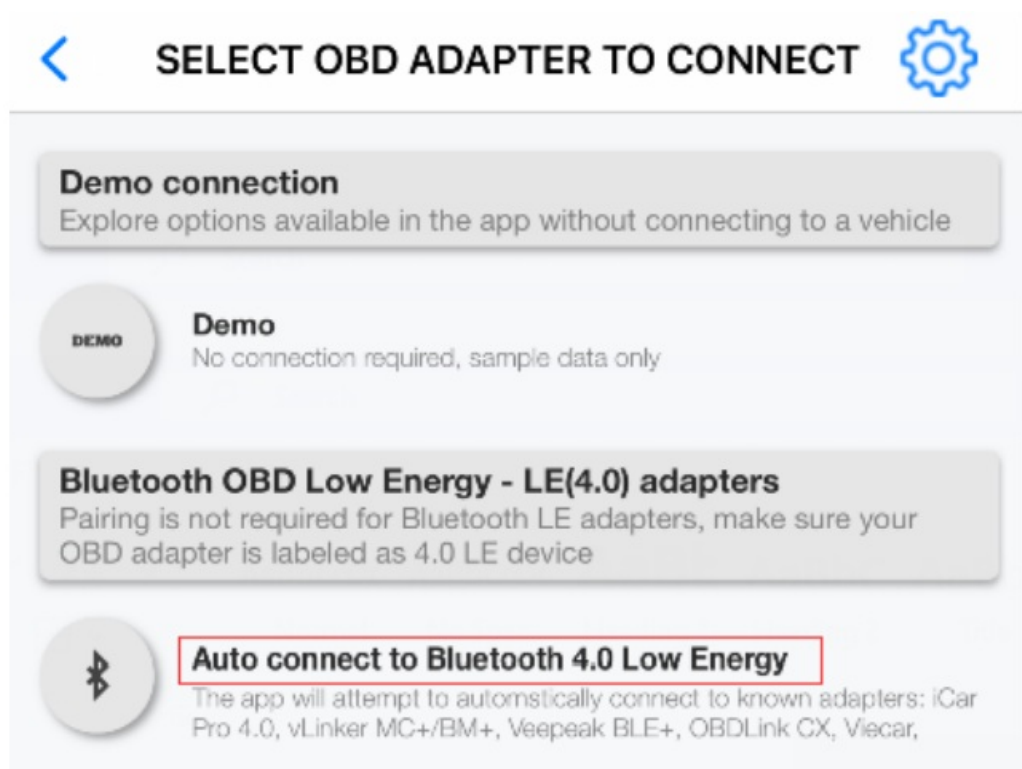 SELECT OBD ADAPTER TO CONNECT
Demo connection
Explore options available in the app without connecting to a vehicle
DEMO
Demo
No connection required, sample data only
Bluetooth OBD Low Energy - LE(4.0) adapters
Pairing is not required for Bluetooth LE adapters, make sure your
OBD adapter is labeled as 4.0 LE device
Auto connect to Bluetooth 4.0 Low Energy
The app will attempt to automstically connect to known adapters: iCar
Pro 4.0, vLinker MC+/BM+, Veepeak BLE+, OBDLink CX, Viecar,